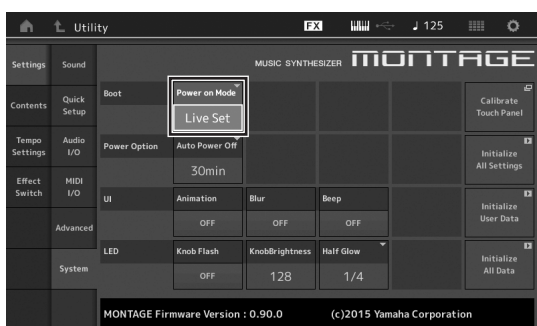 Utility
FX
♩ 125
Settings
Sound
MUSIC SYNTHESIZER MONTAGE
Contents
Quick Setup
Boot
Power on Mode
Live Set
Calibrate Touch Panel
Tempo Settings
Audio I/O
Power Option
Auto Power Off
30min
Initialize All Settings
Effect Switch
MIDI I/O
UI
Animation
OFF
Blur
OFF
Beep
OFF
Initialize User Data
Advanced
LED
Knob Flash
OFF
KnobBrightness
128
Half Glow
1/4
Initialize All Data
System
MONTAGE Firmware Version : 0.90.0
(c)2015 Yamaha Corporation